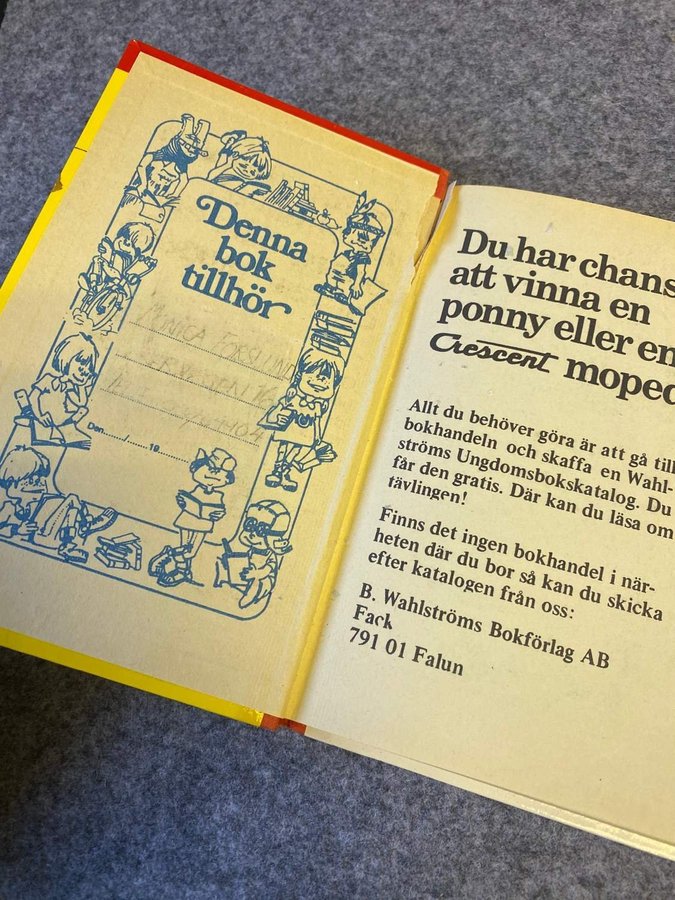 Denna
bok
tillhör
MONICA FORSLUND
Den....../......19......
Du har chans
att vinna en
ponny eller en
Crescent moped
Allt du behöver göra är att gå till
bokhandeln och skaffa en Wahl-
ströms Ungdomsbokskatalog. Du
får den gratis. Där kan du läsa om
tävlingen!
Finns det ingen bokhandel i när-
heten där du bor så kan du skicka
efter katalogen från oss:
B. Wahlströms Bokförlag AB
Fack
791 01 Falun